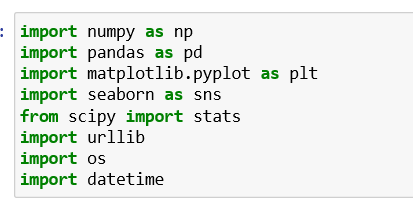 :
import numpy as np
import pandas as pd
import matplotlib.pyplot as plt
import seaborn as sns
from scipy import stats
import urllib
import os
import datetime